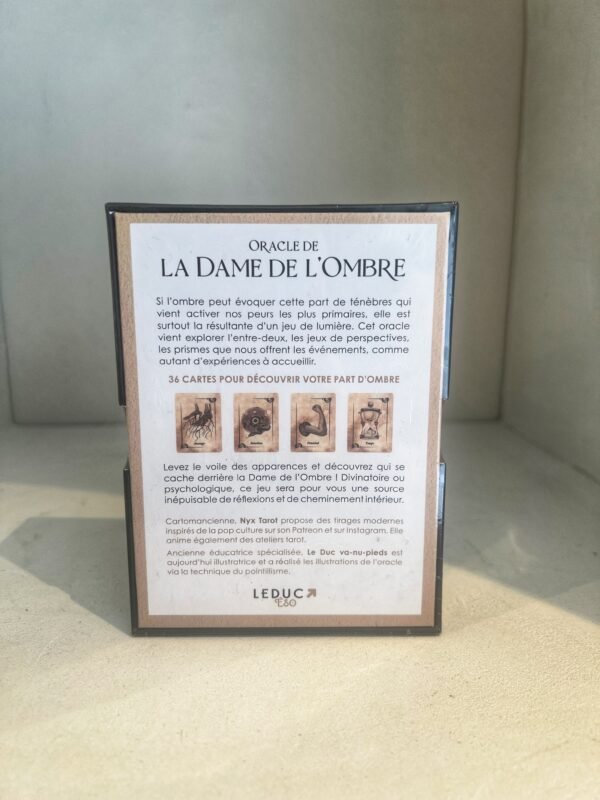 ORACLE DE
LA DAME DE L'OMBRE
Si l'ombre peut évoquer cette part de ténèbres qui
vient activer nos peurs les plus primaires, elle est
surtout la résultante d'un jeu de lumière. Cet oracle
vient explorer l'entre-deux, les jeux de perspectives,
les prismes que nous offrent les événements, comme
autant d'expériences à accueillir.
36 CARTES POUR DÉCOUVRIR VOTRE PART D'OMBRE
Temps
Levez le voile des apparences et découvrez qui se
cache derrière la Dame de l'Ombre ! Divinatoire ou
psychologique, ce jeu sera pour vous une source
inépuisable de réflexions et de cheminement intérieur.
Cartomancienne, Nyx Tarot propose des tirages modernes
inspirés de la pop culture sur son Patreon et sur Instagram. Elle
anime également des ateliers tarot.
Ancienne éducatrice spécialisée, Le Duc va-nu-pieds est
aujourd'hui illustratrice et a réalisé les illustrations de l'oracle
via la technique du pointillisme.
LEDUC
ÉSO